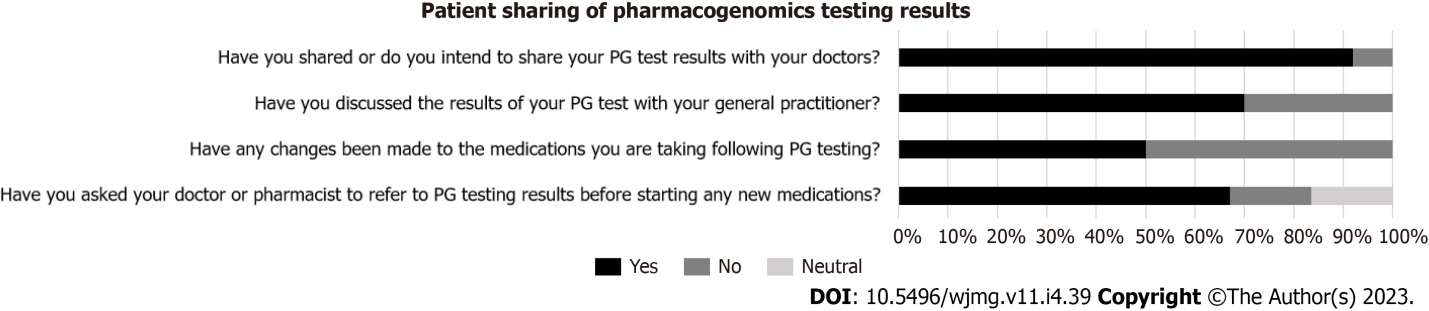 Patient sharing of pharmacogenomics testing results
Have you shared or do you intend to share your PG test results with your doctors?
Have you discussed the results of your PG test with your general practitioner?
Have any changes been made to the medications you are taking following PG testing?
Have you asked your doctor or pharmacist to refer to PG testing results before starting any new medications?
0% 10% 20% 30% 40% 50% 60% 70% 80% 90% 100%
Yes No Neutral
DOI: 10.5496/wjmg.v11.i4.39 Copyright ©The Author(s) 2023.